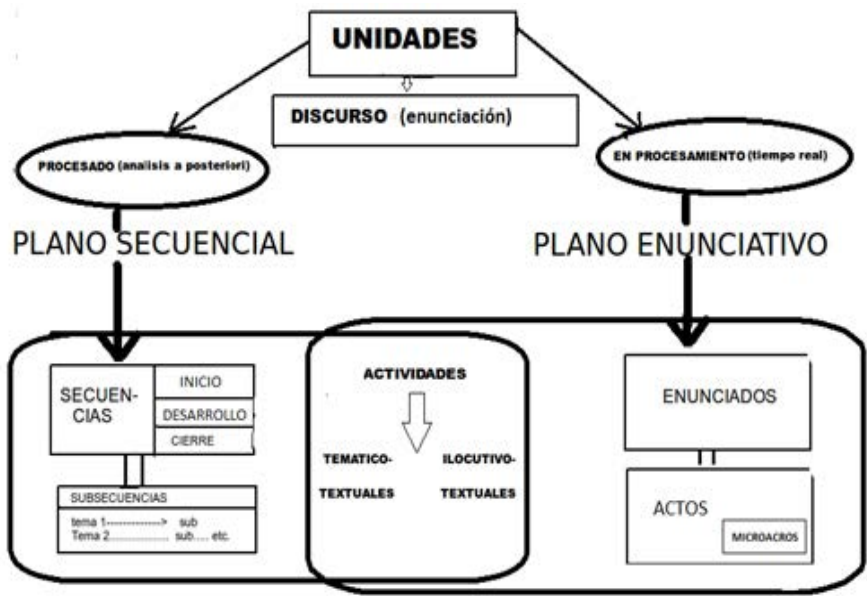 UNIDADES
DISCURSO (enunciación)
PROCESADO (analisis a posteriori)
EN PROCESAMIENTO (tiempo real)
PLANO SECUENCIAL
PLANO ENUNCIATIVO
SECUEN-
CIAS
INICIO
DESARROLLO
CIERRE
SUBSECUENCIAS
tema 1--------------> sub
Tema 2................... sub..... etc.
ACTIVIDADES
TEMATICO-
TEXTUALES
ILOCUTIVO-
TEXTUALES
ENUNCIADOS
ACTOS
MICROACROS